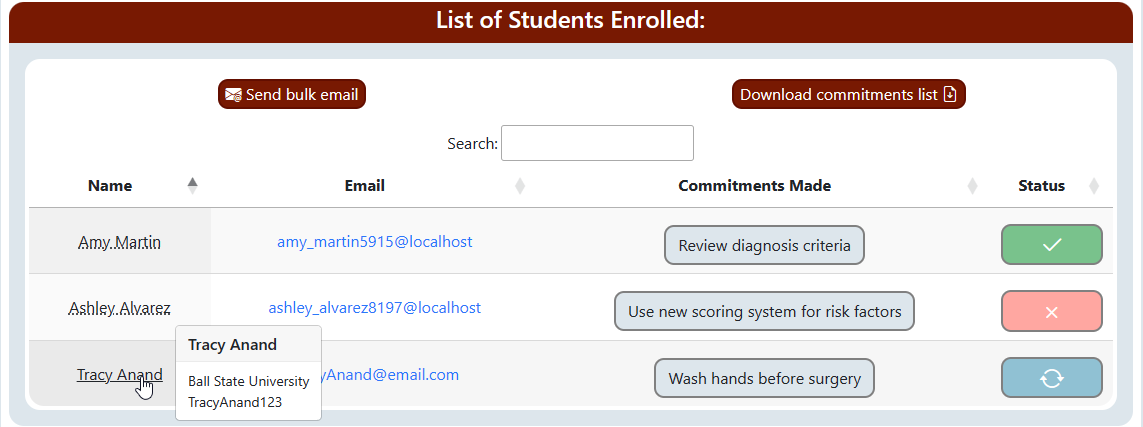 List of Students Enrolled:
Send bulk email
Download commitments list
Search:
Name Email Commitments Made Status
Amy Martin amy_martin5915@localhost Review diagnosis criteria
Ashley Alvarez ashley_alvarez8197@localhost Use new scoring system for risk factors
Tracy Anand yAnand@email.com Wash hands before surgery
Tracy Anand
Ball State University
TracyAnand123